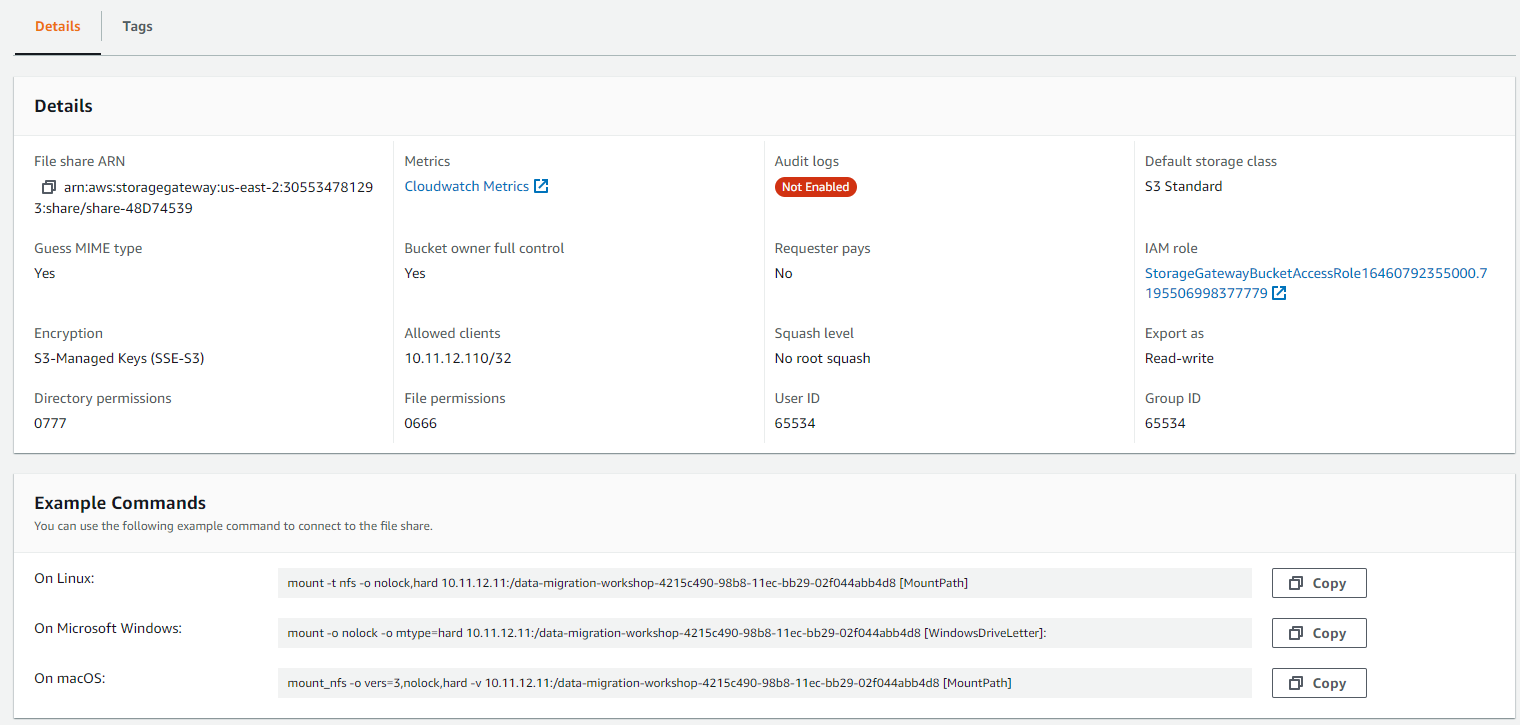 Details
Tags
Details
File share ARN
arn:aws:storagegateway:us-east-2:30553478129
3:share/share-48D74539
Metrics
Cloudwatch Metrics
Audit logs
Not Enabled
Default storage class
S3 Standard
Guess MIME type
Yes
Bucket owner full control
Yes
Requester pays
No
IAM role
StorageGatewayBucketAccessRole16460792355000.7
195506998377779
Encryption
S3-Managed Keys (SSE-S3)
Allowed clients
10.11.12.110/32
Squash level
No root squash
Export as
Read-write
Directory permissions
0777
File permissions
0666
User ID
65534
Group ID
65534
Example Commands
You can use the following example command to connect to the file share.
On Linux:
mount -t nfs -o nolock,hard 10.11.12.11:/data-migration-workshop-4215c490-98b8-11ec-bb29-02f044abb4d8 [MountPath]
Copy
On Microsoft Windows:
mount -o nolock -o mtype=hard 10.11.12.11:/data-migration-workshop-4215c490-98b8-11ec-bb29-02f044abb4d8 [WindowsDriveLetter]:
Copy
On macOS:
mount_nfs -o vers=3,nolock,hard -v 10.11.12.11:/data-migration-workshop-4215c490-98b8-11ec-bb29-02f044abb4d8 [MountPath]
Copy